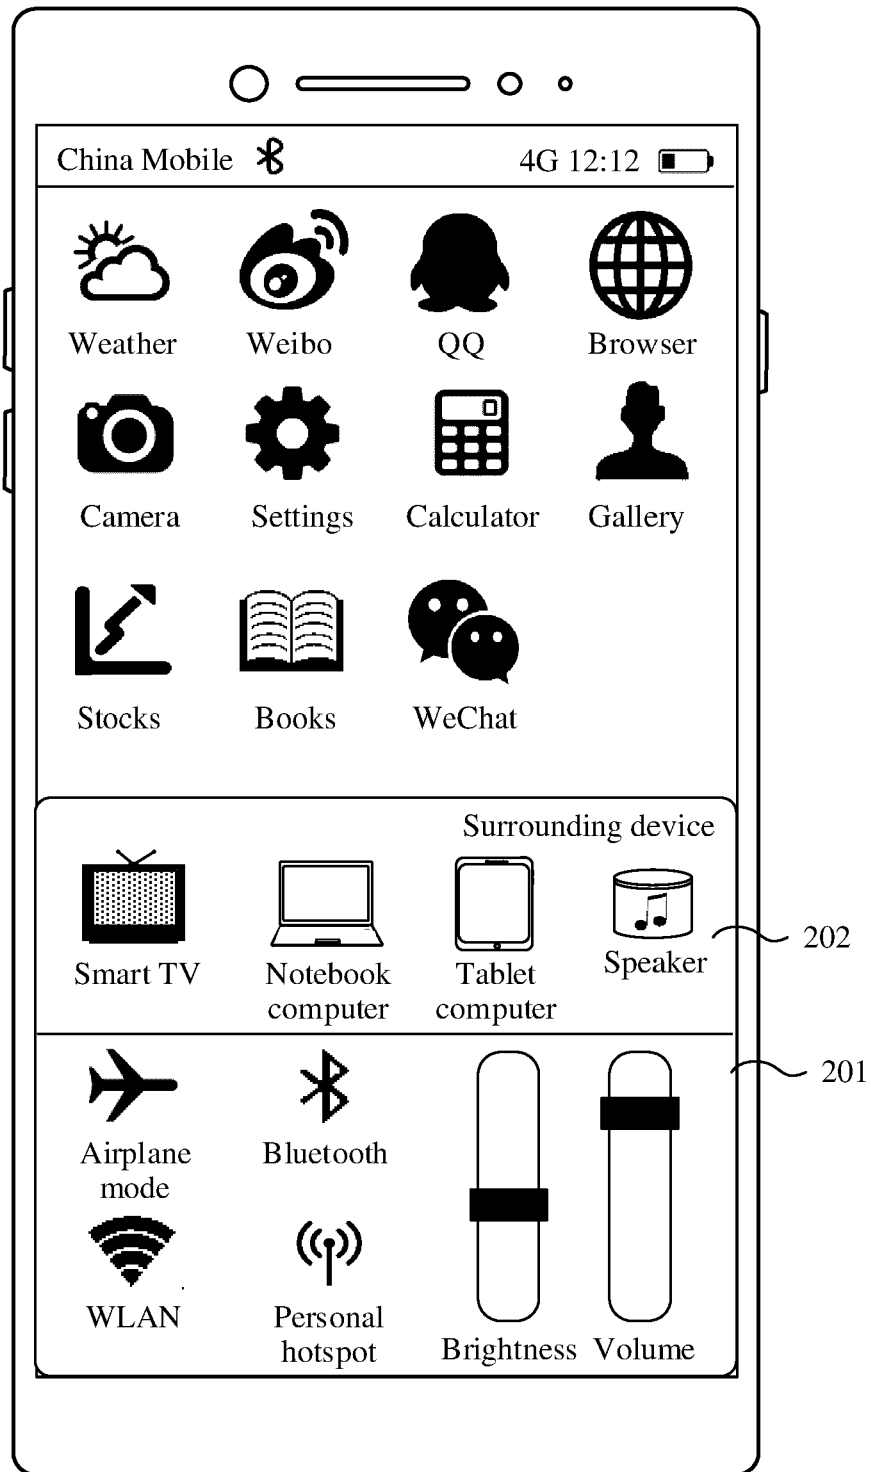 China Mobile 4G 12:12
Weather Weibo QQ Browser
Camera Settings Calculator Gallery
Stocks Books WeChat
Surrounding device
Smart TV Notebook computer Tablet computer Speaker
202
201
Airplane mode Bluetooth
WLAN Personal hotspot
Brightness Volume